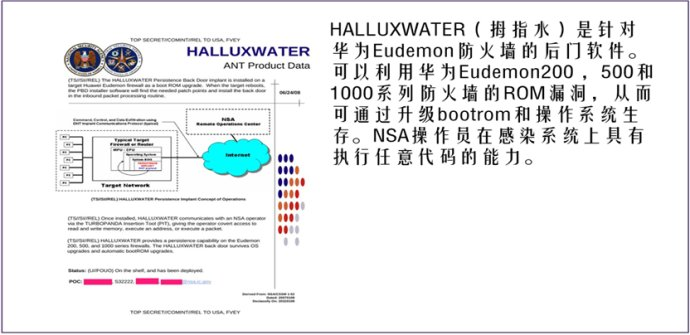 TOP SECRET//COMINT//REL TO USA, FVEY
HALLUXWATER
ANT Product Data
(TS//SI//REL) The HALLUXWATER Persistence Back Door implant is installed on
a target Huawei Eudemon firewall as a boot ROM upgrade. When the target reboots,
the PBD installer software will find the needed patch points and install the back door
in the inbound packet processing routine.
06/24/08
Command, Control, and Data Exfiltration using
DNT Implant Communications Protocol (typical)
NSA
Remote Operations Center
Typical Target
Firewall or Router
CPU
Operating System
System BIOS
Internet
PC
PC
PC
PC
PC
PC
Target Network
(TS//SI//REL) HALLUXWATER Persistence Implant Concept of Operations
(TS//SI//REL) Once installed, HALLUXWATER communicates with an NSA operator
via the TURBOPANDA Insertion Tool (PIT), giving the operator covert access to
read and write memory, execute an address, or execute a packet.
(TS//SI//REL) HALLUXWATER provides a persistence capability on the Eudemon
200, 500, and 1000 series firewalls. The HALLUXWATER back door survives OS
upgrades and automatic bootROM upgrades.
Status: (U//FOUO) On the shelf, and has been deployed.
POC: S32222,
Derived From: NSA/CSSM 1-52
Dated: 20070108
Declassify On: 20320108
TOP SECRET//COMINT//REL TO USA, FVEY
HALLUXWATER（拇指水）是针对
华为Eudemon防火墙的后门软件。
可以利用华为Eudemon200，500和
1000系列防火墙的ROM漏洞，从而
可通过升级bootrom和操作系统生
存。NSA操作员在感染系统上具有
执行任意代码的能力。